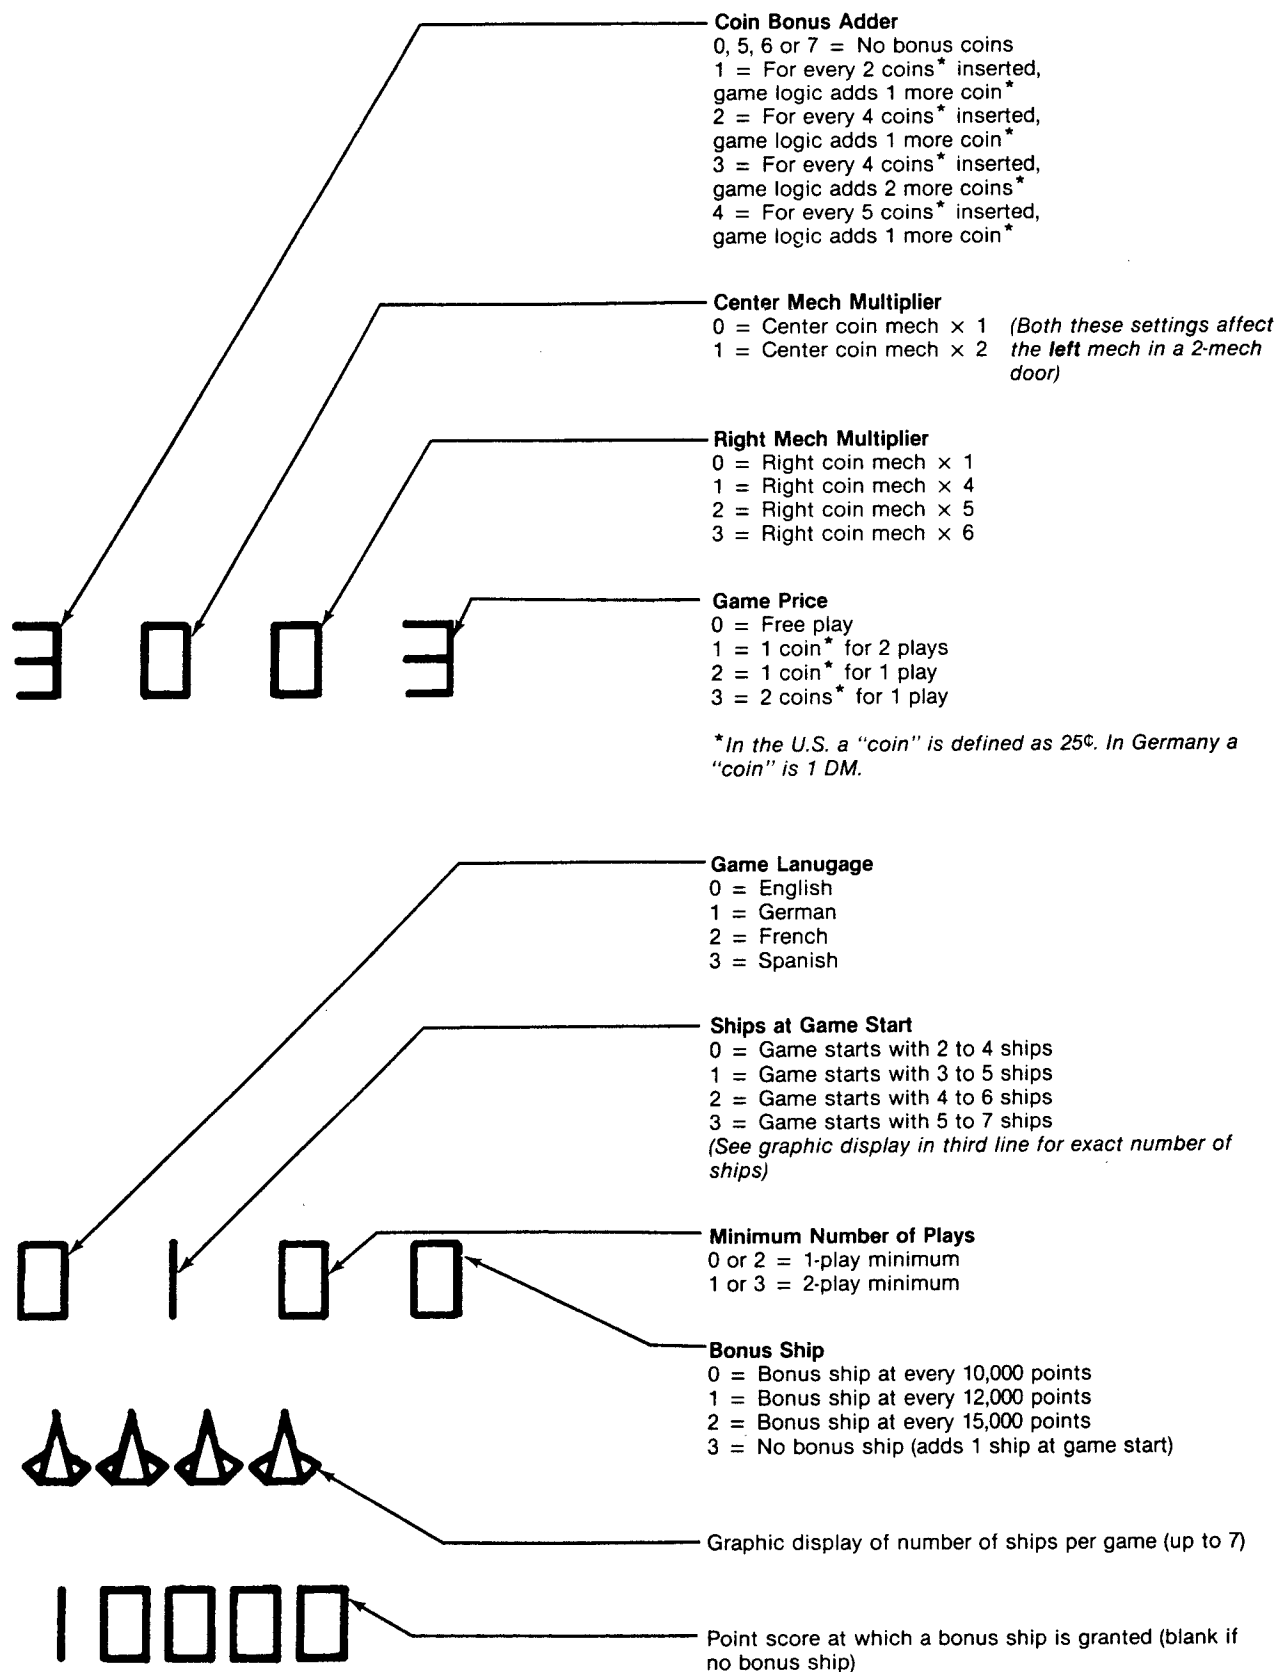 Coin Bonus Adder
0, 5, 6 or 7 = No bonus coins
1 = For every 2 coins* inserted,
game logic adds 1 more coin*
2 = For every 4 coins* inserted,
game logic adds 1 more coin*
3 = For every 4 coins* inserted,
game logic adds 2 more coins*
4 = For every 5 coins* inserted,
game logic adds 1 more coin*
Center Mech Multiplier
0 = Center coin mech × 1
1 = Center coin mech × 2
(Both these settings affect
the left mech in a 2-mech
door)
Right Mech Multiplier
0 = Right coin mech × 1
1 = Right coin mech × 4
2 = Right coin mech × 5
3 = Right coin mech × 6
3 0 0 3
Game Price
0 = Free play
1 = 1 coin* for 2 plays
2 = 1 coin* for 1 play
3 = 2 coins* for 1 play
*In the U.S. a “coin” is defined as 25¢. In Germany a
“coin” is 1 DM.
Game Lanugage
0 = English
1 = German
2 = French
3 = Spanish
Ships at Game Start
0 = Game starts with 2 to 4 ships
1 = Game starts with 3 to 5 ships
2 = Game starts with 4 to 6 ships
3 = Game starts with 5 to 7 ships
(See graphic display in third line for exact number of
ships)
0 1 0 0
Minimum Number of Plays
0 or 2 = 1-play minimum
1 or 3 = 2-play minimum
Bonus Ship
0 = Bonus ship at every 10,000 points
1 = Bonus ship at every 12,000 points
2 = Bonus ship at every 15,000 points
3 = No bonus ship (adds 1 ship at game start)
Graphic display of number of ships per game (up to 7)
10000
Point score at which a bonus ship is granted (blank if
no bonus ship)